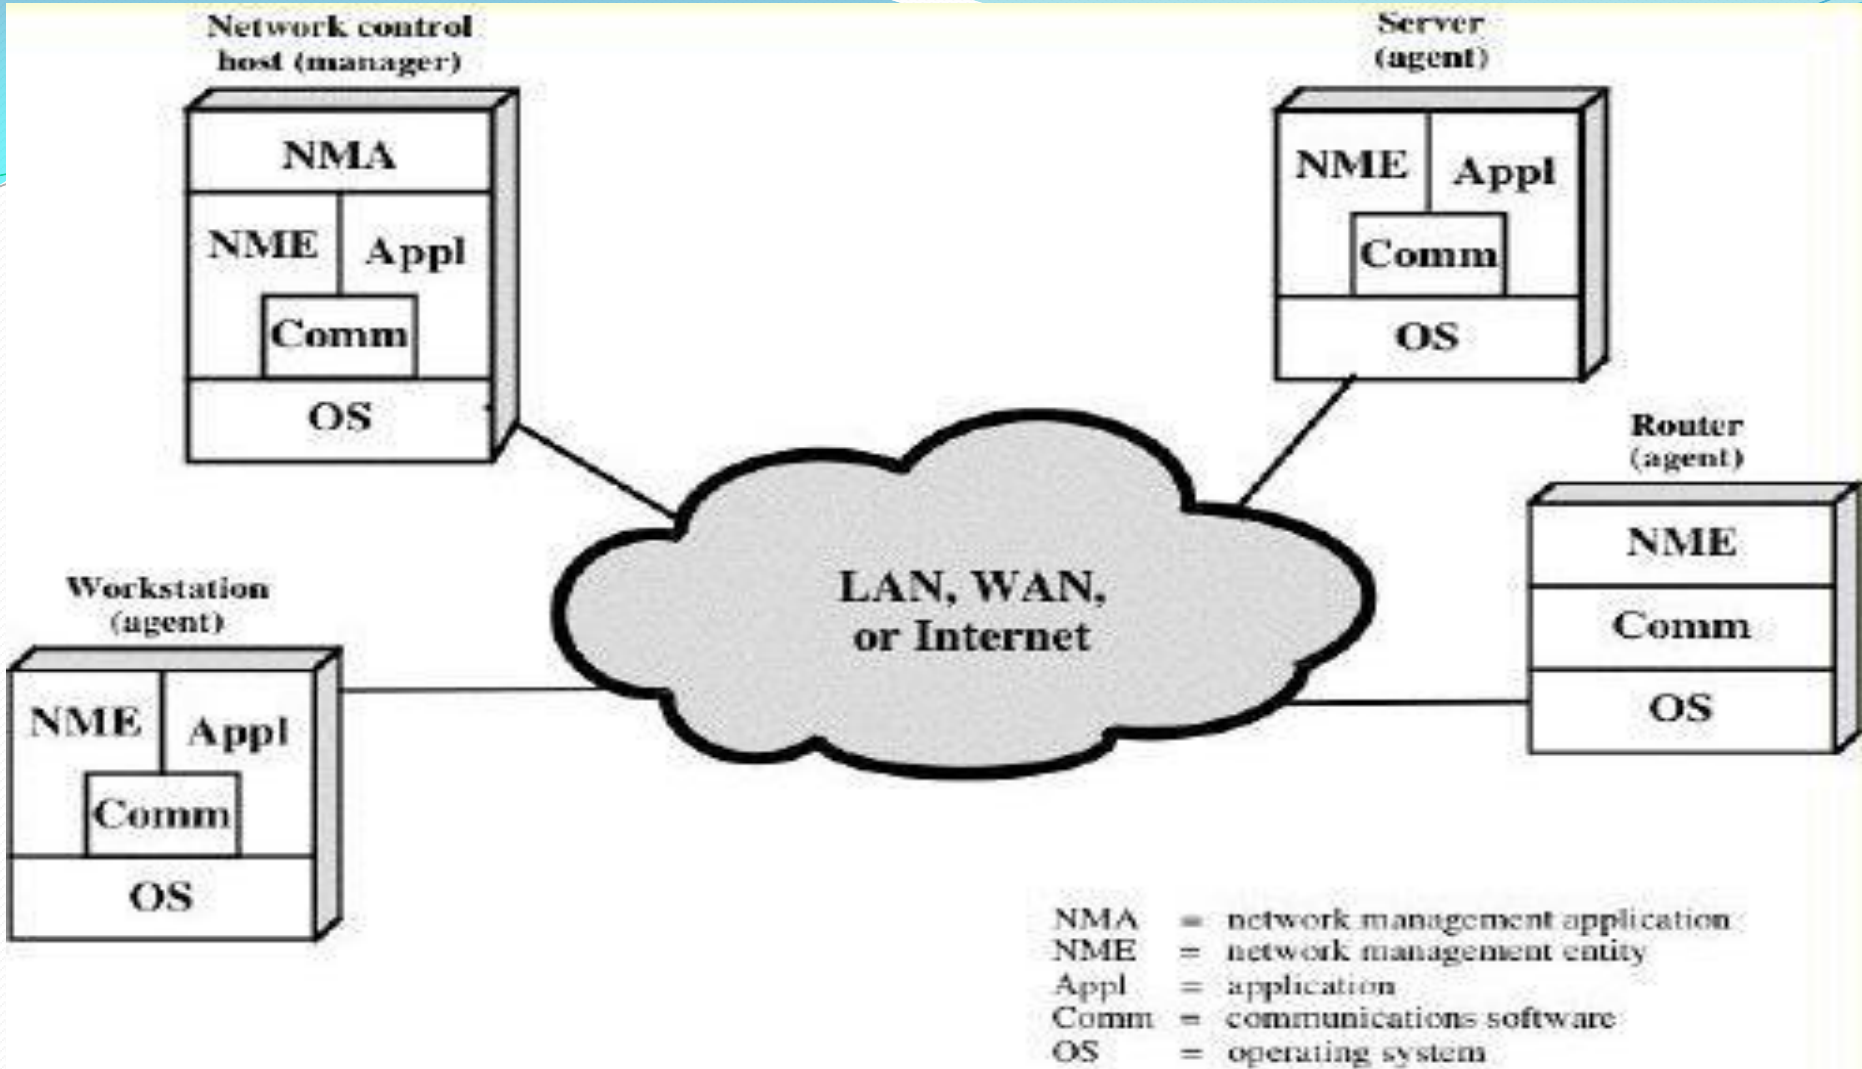 Network control
host (manager)
NMA
NME
Appl
Comm
OS
Server
(agent)
NME
Appl
Comm
OS
Router
(agent)
NME
Comm
OS
Workstation
(agent)
NME
Appl
Comm
OS
LAN, WAN,
or Internet
NMA = network management application
NME = network management entity
Appl = application
Comm = communications software
OS = operating system